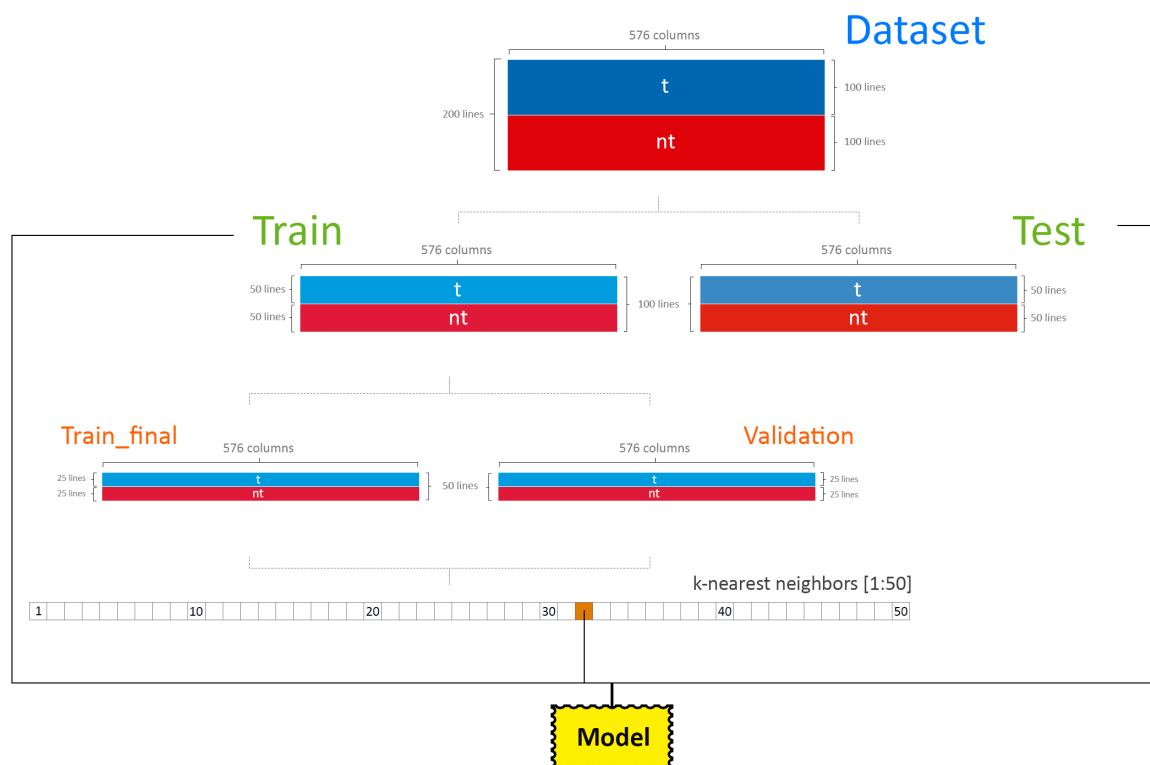 576 columns
Dataset
t
200 lines
100 lines
nt
100 lines
Train
Test
576 columns
576 columns
50 lines
t
100 lines
t
50 lines
50 lines
nt
nt
50 lines
Train_final
Validation
576 columns
576 columns
25 lines
t
50 lines
t
25 lines
25 lines
nt
nt
25 lines
k-nearest neighbors [1:50]
1 10 20 30 40 50
Model